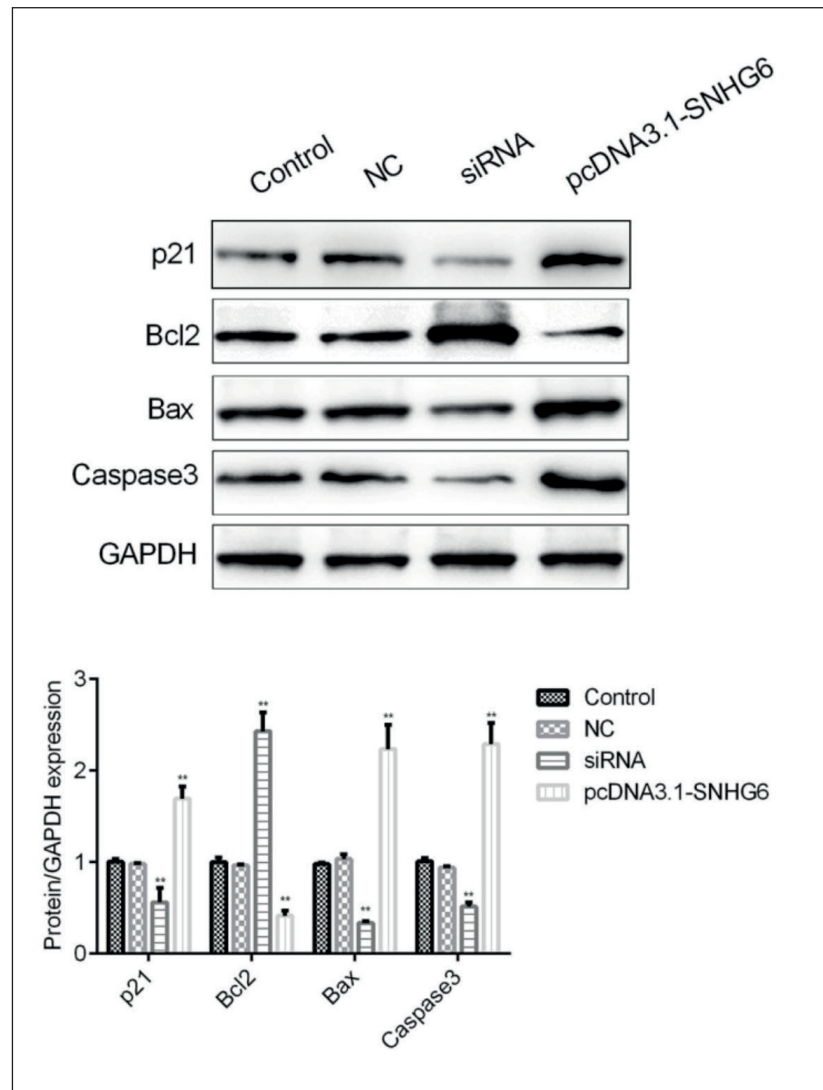 Control NC siRNA pcDNA3.1-SNHG6
p21
Bcl2
Bax
Caspase3
GAPDH
Protein/GAPDH expression
3
2
1
0
** ** ** ** ** ** ** **
p21 Bcl2 Bax Caspase3
Control
NC
siRNA
pcDNA3.1-SNHG6